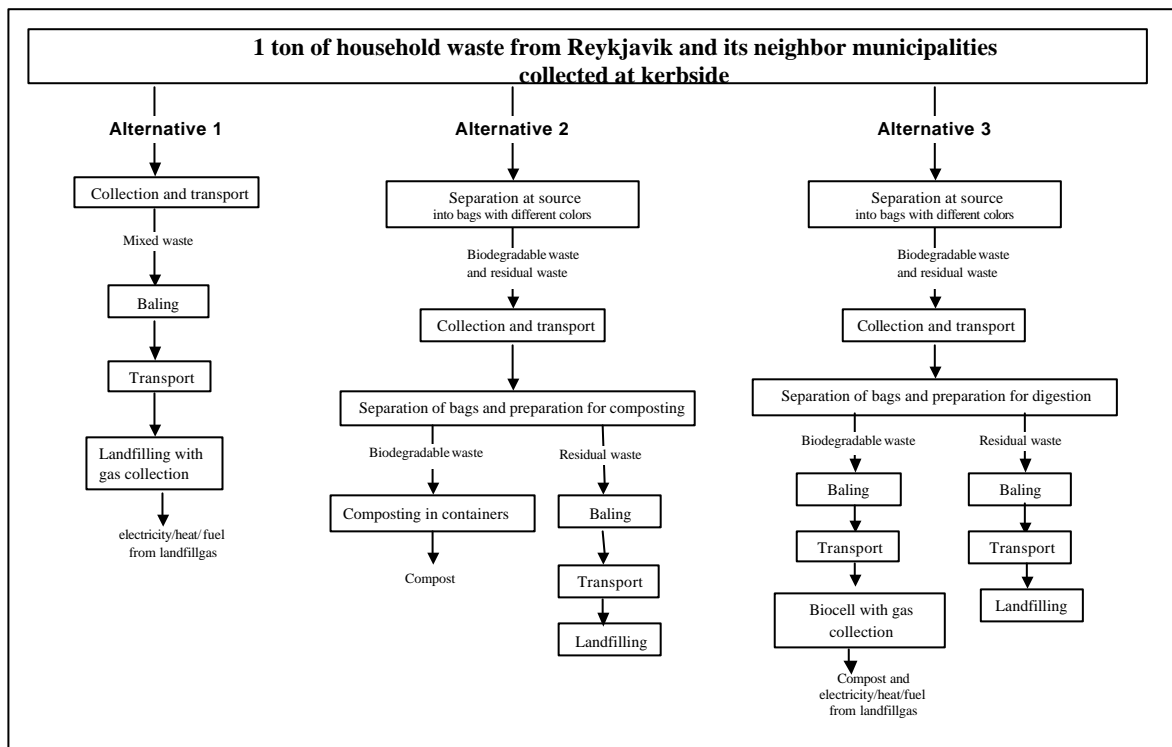 1 ton of household waste from Reykjavik and its neighbor municipalities
collected at kerbside
Alternative 1
Collection and transport
Mixed waste
Baling
Transport
Landfilling with
gas collection
electricity/heat/ fuel
from landfillgas
Alternative 2
Separation at source
into bags with different colors
Biodegradable waste
and residual waste
Collection and transport
Separation of bags and preparation for composting
Biodegradable waste
Composting in containers
Compost
Residual waste
Baling
Transport
Landfilling
Alternative 3
Separation at source
into bags with different colors
Biodegradable waste
and residual waste
Collection and transport
Separation of bags and preparation for digestion
Biodegradable waste
Baling
Transport
Biocell with gas
collection
Compost and
electricity/heat/fuel
from landfillgas
Residual waste
Baling
Transport
Landfilling